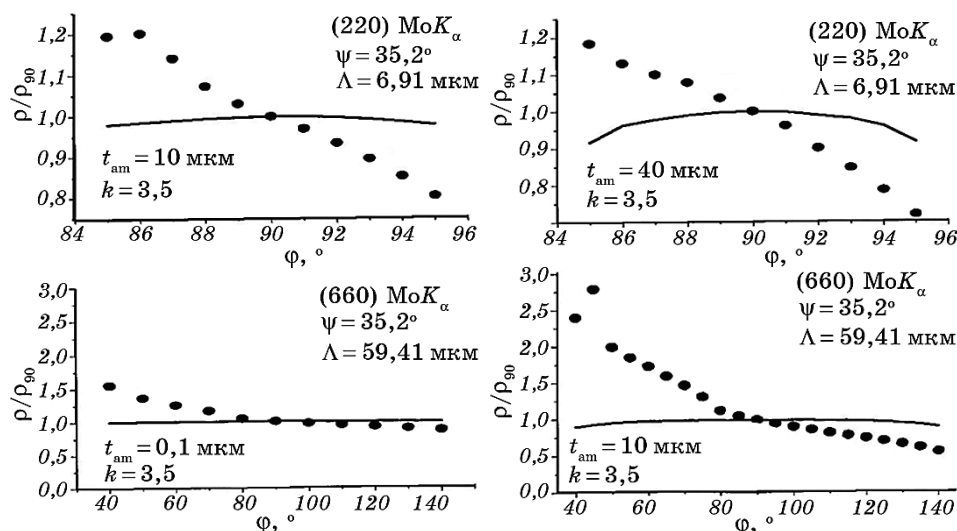 (220) MoKα
ψ = 35,2°
Λ = 6,91 мкм
ρ/ρ90
1,2
1,1
1,0
0,9
0,8
tam = 10 мкм
k = 3,5
84 86 88 90 92 94 96
φ, °
(220) MoKα
ψ = 35,2°
Λ = 6,91 мкм
ρ/ρ90
1,2
1,1
1,0
0,9
0,8
tam = 40 мкм
k = 3,5
84 86 88 90 92 94 96
φ, °
(660) MoKα
ψ = 35,2°
Λ = 59,41 мкм
ρ/ρ90
3,0
2,5
2,0
1,5
1,0
0,5
0,0
tam = 0,1 мкм
k = 3,5
40 60 80 100 120 140
φ, °
(660) MoKα
ψ = 35,2°
Λ = 59,41 мкм
ρ/ρ90
3,0
2,5
2,0
1,5
1,0
0,5
0,0
tam = 10 мкм
k = 3,5
40 60 80 100 120 140
φ, °